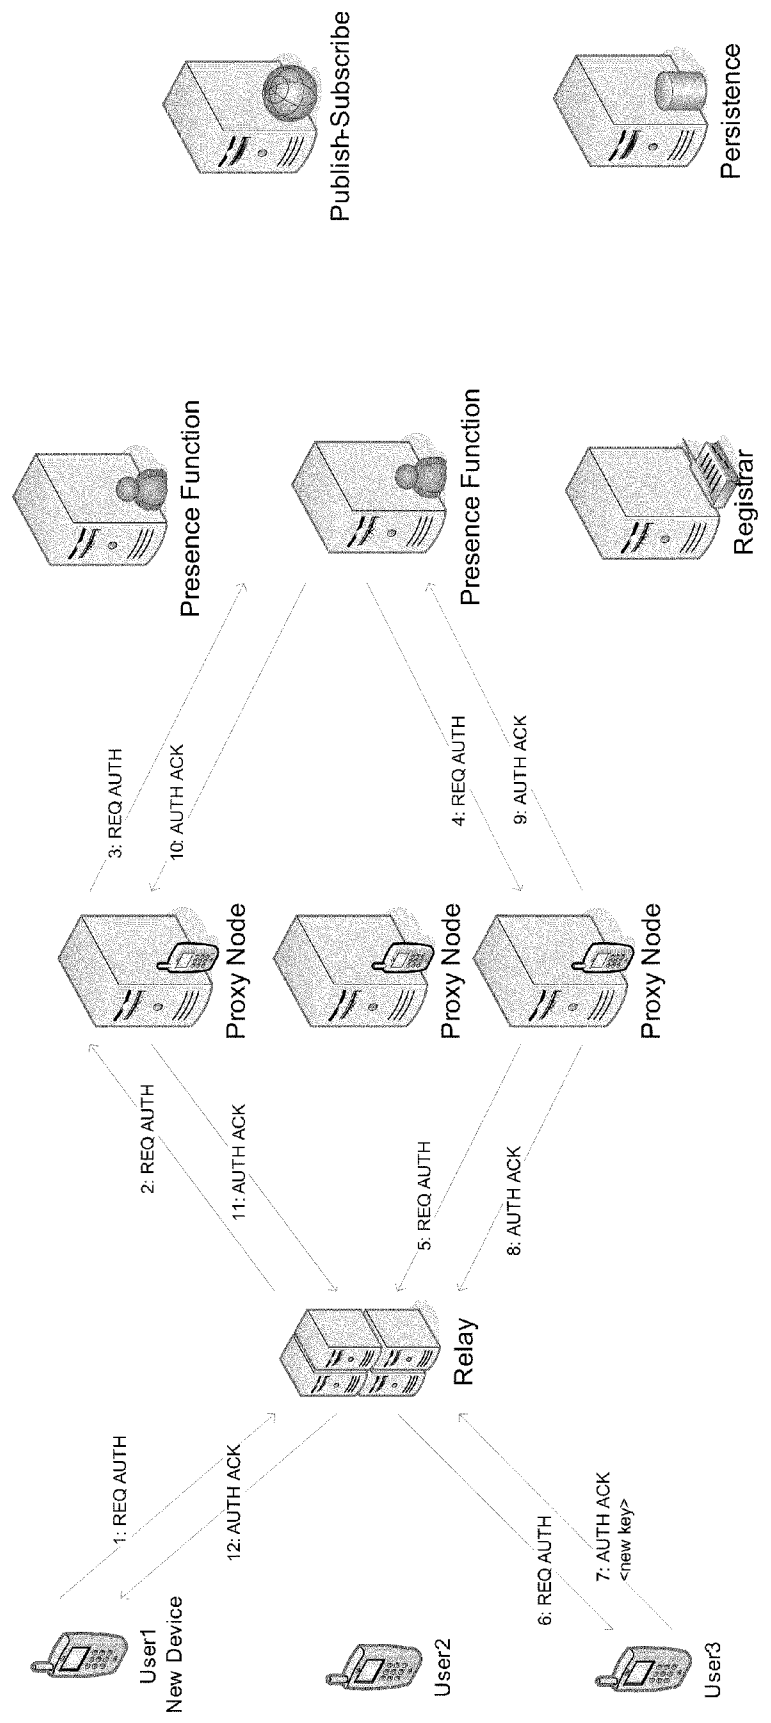 User1
New Device
User2
User3
1: REQ AUTH
12: AUTH ACK
6: REQ AUTH
7: AUTH ACK
<new key>
Relay
2: REQ AUTH
11: AUTH ACK
5: REQ AUTH
8: AUTH ACK
Proxy Node
Proxy Node
Proxy Node
3: REQ AUTH
10: AUTH ACK
4: REQ AUTH
9: AUTH ACK
Presence Function
Presence Function
Registrar
Publish-Subscribe
Persistence